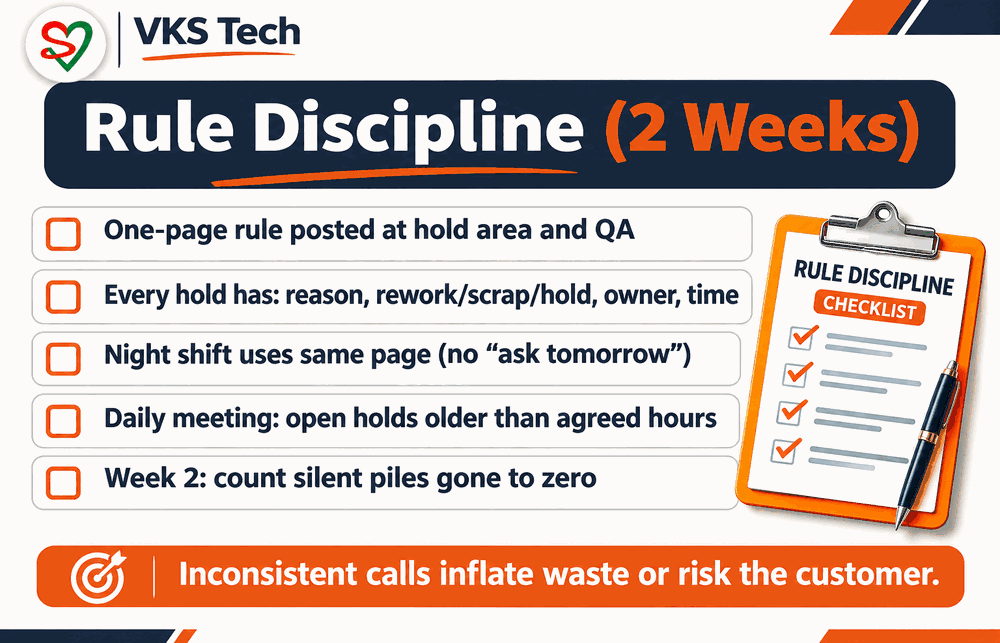 VKS Tech
Rule Discipline (2 Weeks)
One-page rule posted at hold area and QA
Every hold has: reason, rework/scrap/hold, owner, time
Night shift uses same page (no “ask tomorrow”)
Daily meeting: open holds older than agreed hours
Week 2: count silent piles gone to zero
RULE DISCIPLINE
CHECKLIST
Inconsistent calls inflate waste or risk the customer.